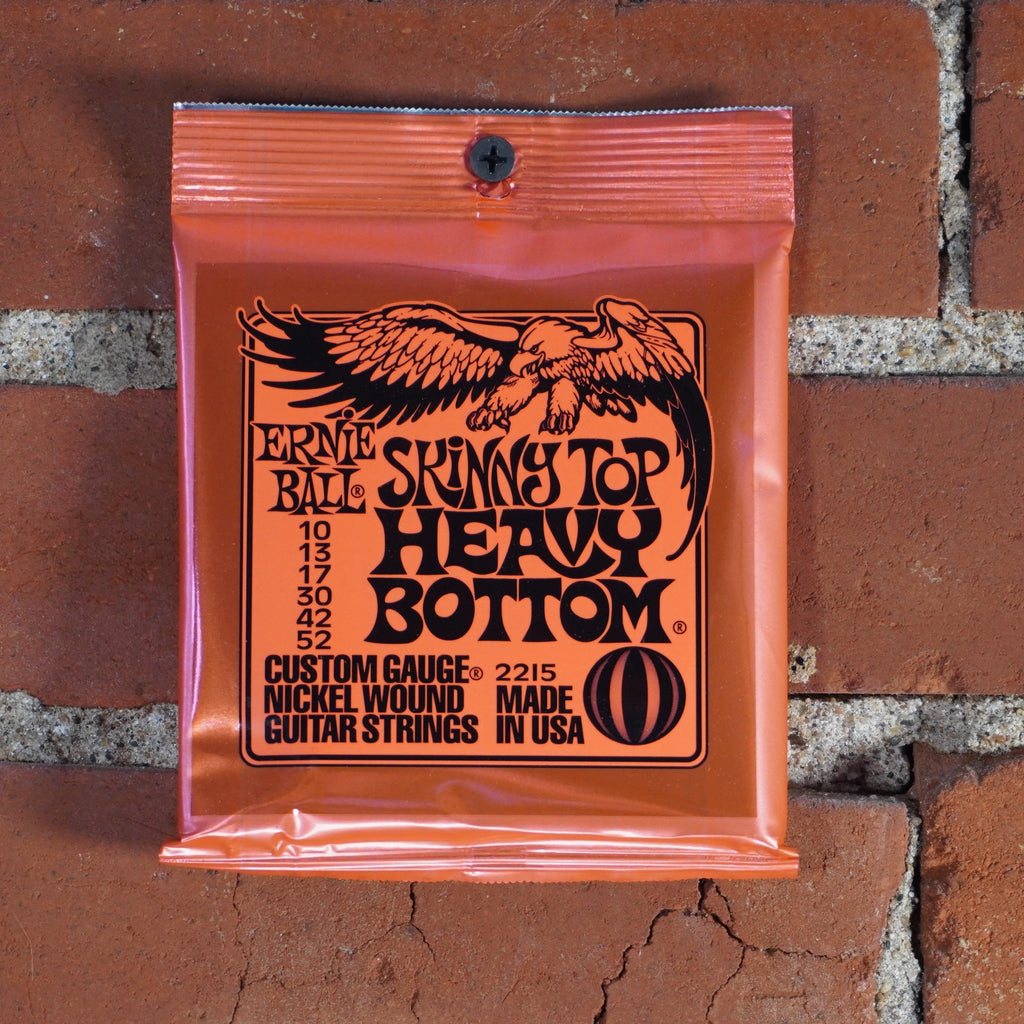 ERNiE
BALL®
SKiNNY TOP
HEAVY
BOTTOM®
10
13
17
30
42
52
CUSTOM GAUGE®
NICKEL WOUND
GUITAR STRINGS
2215
MADE
IN USA